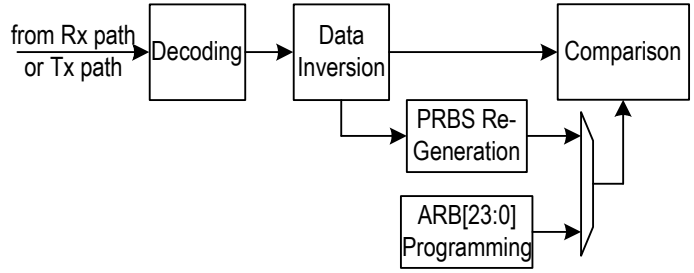 from Rx path
or Tx path
Decoding
Data
Inversion
Comparison
PRBS Re-
Generation
ARB[23:0]
Programming